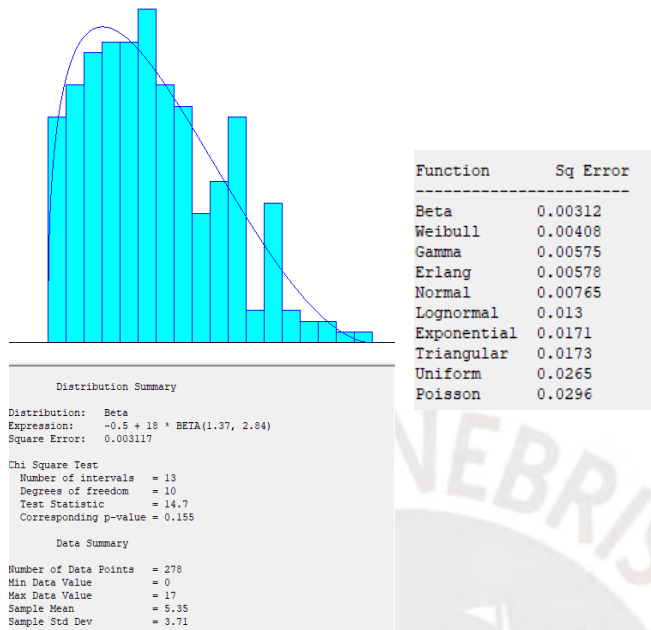 Function Sq Error
------------------------
Beta 0.00312
Weibull 0.00408
Gamma 0.00575
Erlang 0.00578
Normal 0.00765
Lognormal 0.013
Exponential 0.0171
Triangular 0.0173
Uniform 0.0265
Poisson 0.0296
Distribution Summary
Distribution: Beta
Expression: -0.5 + 18 * BETA(1.37, 2.84)
Square Error: 0.003117
Chi Square Test
Number of intervals = 13
Degrees of freedom = 10
Test Statistic = 14.7
Corresponding p-value = 0.155
Data Summary
Number of Data Points = 278
Min Data Value = 0
Max Data Value = 17
Sample Mean = 5.35
Sample Std Dev = 3.71